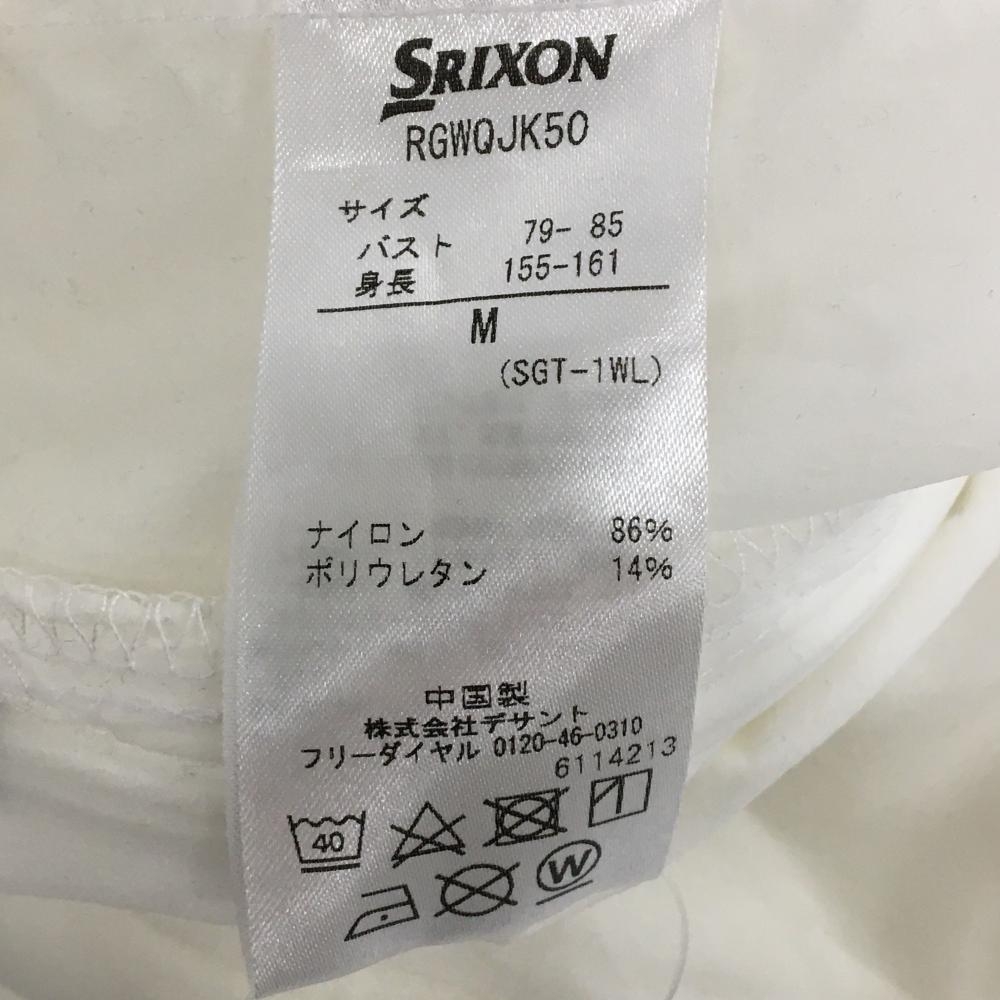 SRIXON
RGWQJK50
サイズ
バスト 79- 85
身長 155-161
M
(SGT-1WL)
ナイロン 86%
ポリウレタン 14%
中国製
株式会社デサント
フリーダイヤル 0120-46-0310
6114213
40
W